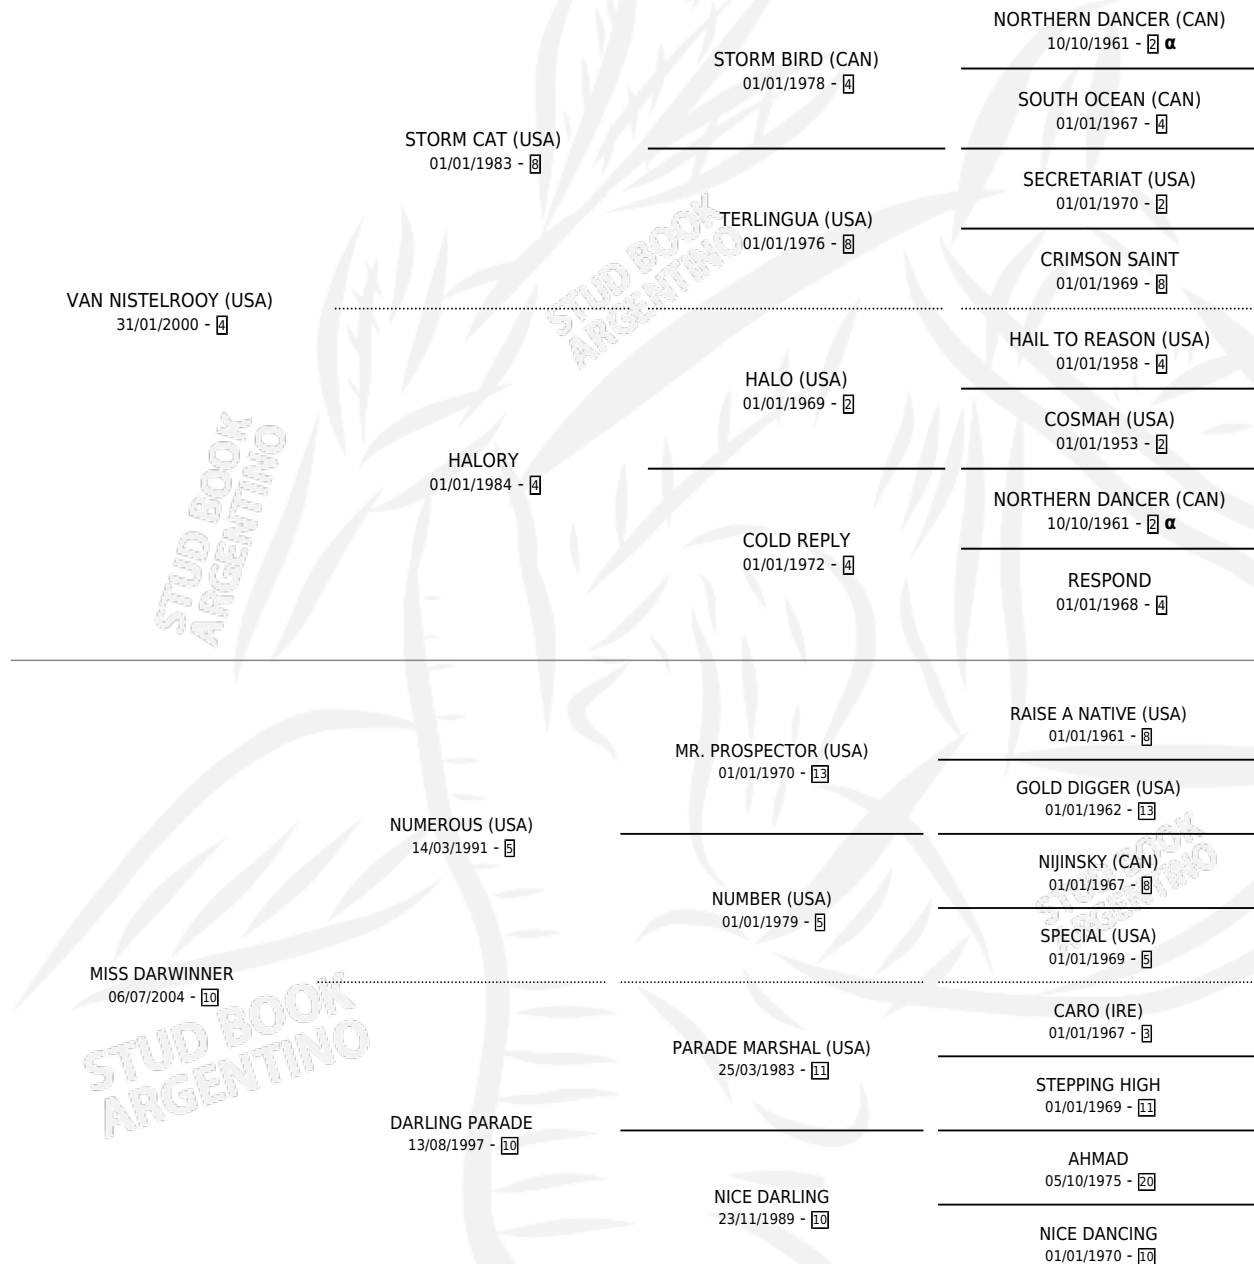 NORTHERN DANCER (CAN)
10/10/1961 - 2 α
STORM BIRD (CAN)
01/01/1978 - 4
SOUTH OCEAN (CAN)
01/01/1967 - 4
STORM CAT (USA)
01/01/1983 - 8
SECRETARIAT (USA)
01/01/1970 - 2
TERLINGUA (USA)
01/01/1976 - 8
CRIMSON SAINT
01/01/1969 - 8
VAN NISTELROOY (USA)
31/01/2000 - 4
HAIL TO REASON (USA)
01/01/1958 - 4
HALO (USA)
01/01/1969 - 2
COSMAH (USA)
01/01/1953 - 2
HALORY
01/01/1984 - 4
NORTHERN DANCER (CAN)
10/10/1961 - 2 α
COLD REPLY
01/01/1972 - 4
RESPOND
01/01/1968 - 4
STUD BOOK
ARGENTINO
STUD BOOK
ARGENTINO
RAISE A NATIVE (USA)
01/01/1961 - 8
MR. PROSPECTOR (USA)
01/01/1970 - 13
GOLD DIGGER (USA)
01/01/1962 - 13
NUMEROUS (USA)
14/03/1991 - 5
NIJINSKY (CAN)
01/01/1967 - 8
NUMBER (USA)
01/01/1979 - 5
SPECIAL (USA)
01/01/1969 - 5
MISS DARWINNER
06/07/2004 - 10
CARO (IRE)
01/01/1967 - 3
PARADE MARSHAL (USA)
25/03/1983 - 11
STEPPING HIGH
01/01/1969 - 11
DARLING PARADE
13/08/1997 - 10
AHMAD
05/10/1975 - 20
NICE DARLING
23/11/1989 - 10
NICE DANCING
01/01/1970 - 10
STUD BOOK
ARGENTINO
STUD BOOK
ARGENTINO